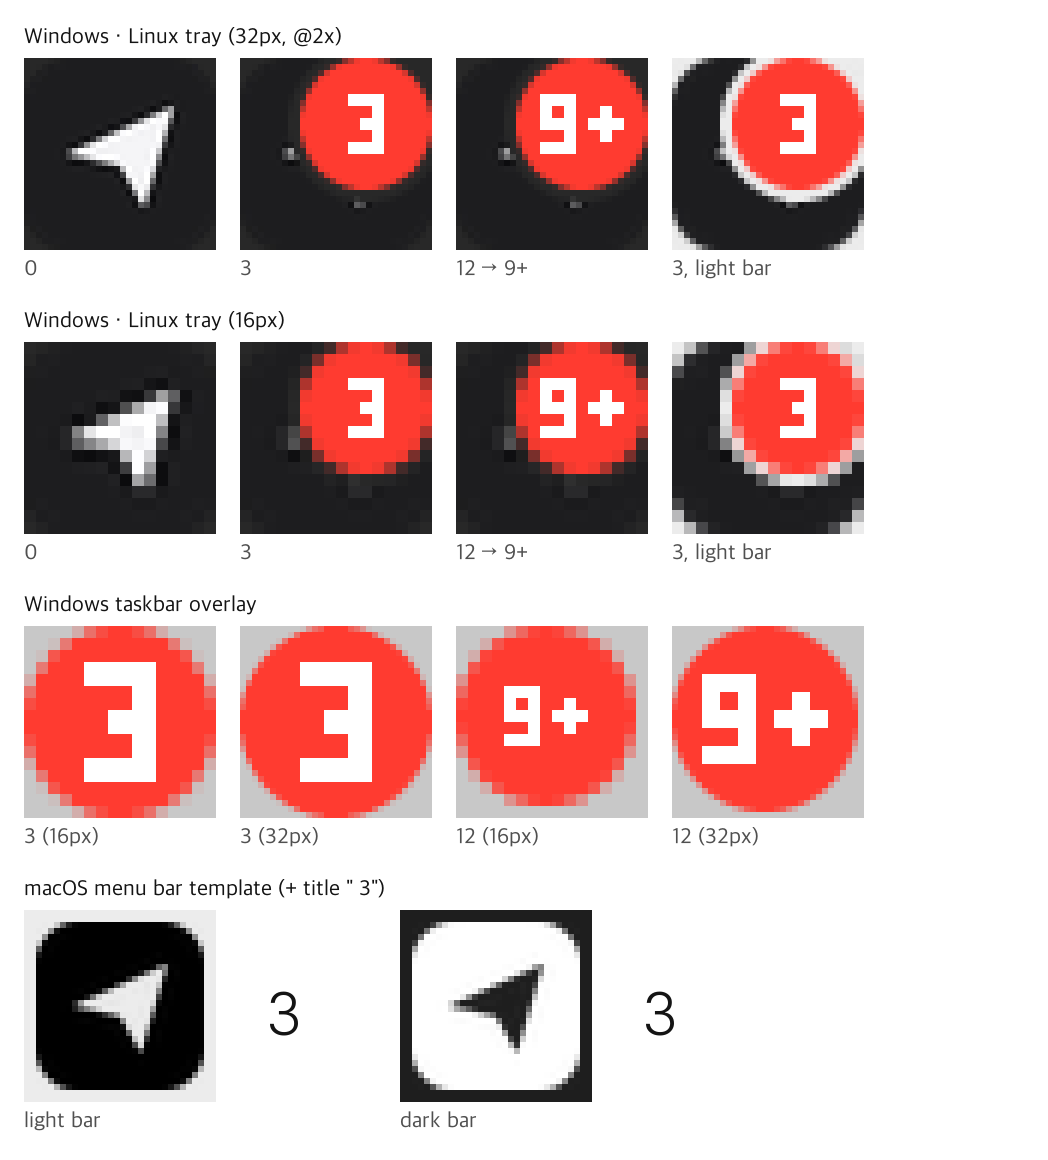 Windows · Linux tray (32px, @2x)
3 9+ 3
0 3 12 → 9+ 3, light bar
Windows · Linux tray (16px)
3 9+ 3
0 3 12 → 9+ 3, light bar
Windows taskbar overlay
3 3 9+ 9+
3 (16px) 3 (32px) 12 (16px) 12 (32px)
macOS menu bar template (+ title " 3")
3 3
light bar dark bar